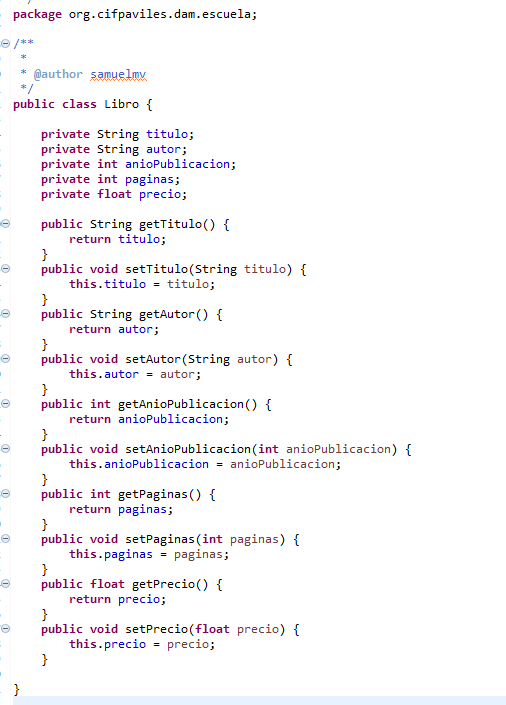 package org.cifpaviles.dam.escuela;
/**
 *
 * @author samuelmv
 */
public class Libro {
    private String titulo;
    private String autor;
    private int anioPublicacion;
    private int paginas;
    private float precio;
    public String getTitulo() {
        return titulo;
    }
    public void setTitulo(String titulo) {
        this.titulo = titulo;
    }
    public String getAutor() {
        return autor;
    }
    public void setAutor(String autor) {
        this.autor = autor;
    }
    public int getAnioPublicacion() {
        return anioPublicacion;
    }
    public void setAnioPublicacion(int anioPublicacion) {
        this.anioPublicacion = anioPublicacion;
    }
    public int getPaginas() {
        return paginas;
    }
    public void setPaginas(int paginas) {
        this.paginas = paginas;
    }
    public float getPrecio() {
        return precio;
    }
    public void setPrecio(float precio) {
        this.precio = precio;
    }
}